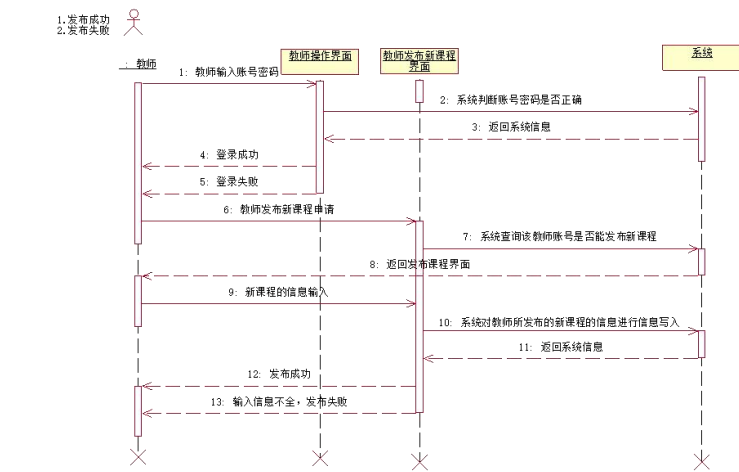 1.发布成功
2.发布失败
: 教师
教师操作界面
教师发布新课程
界面
系统
1: 教师输入账号密码
2: 系统判断账号密码是否正确
3: 返回系统信息
4: 登录成功
5: 登录失败
6: 教师发布新课程申请
7: 系统查询该教师账号是否能发布新课程
8: 返回发布课程界面
9: 新课程的信息输入
10: 系统对教师所发布的新课程的信息进行信息写入
11: 返回系统信息
12: 发布成功
13: 输入信息不全，发布失败